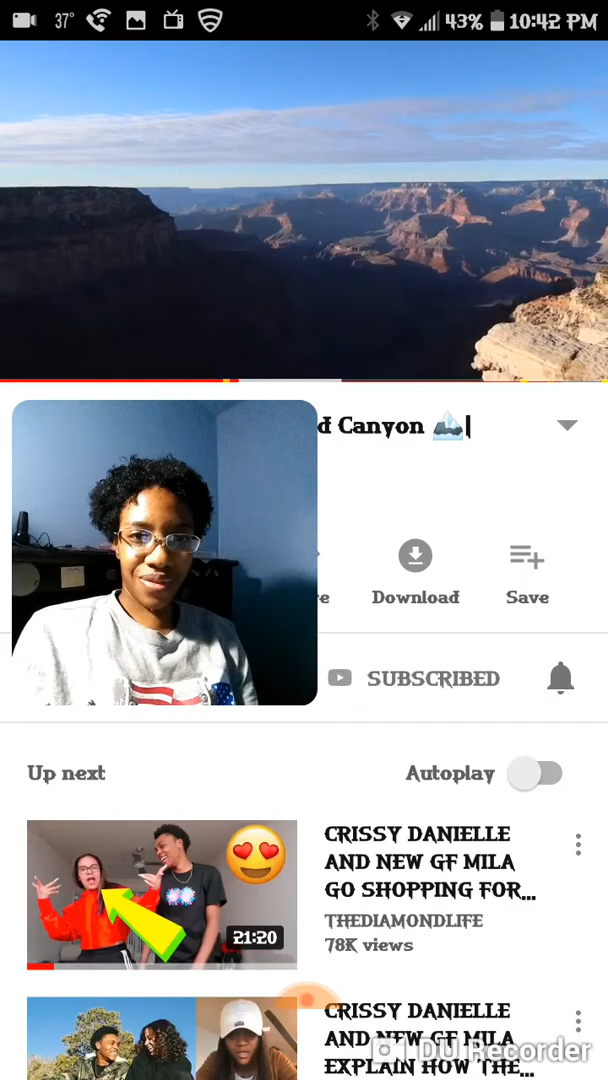 37°
43%
10:42 PM
d Canyon
re
Download
Save
SUBSCRIBED
Up next
Autoplay
CRISSY DANIELLE
AND NEW GF MILA
GO SHOPPING FOR...
THEDIAMONDLIFE
78K views
21:20
CRISSY DANIELLE
AND NEW GF MILA
EXPLAIN HOW THE...
DU Recorder